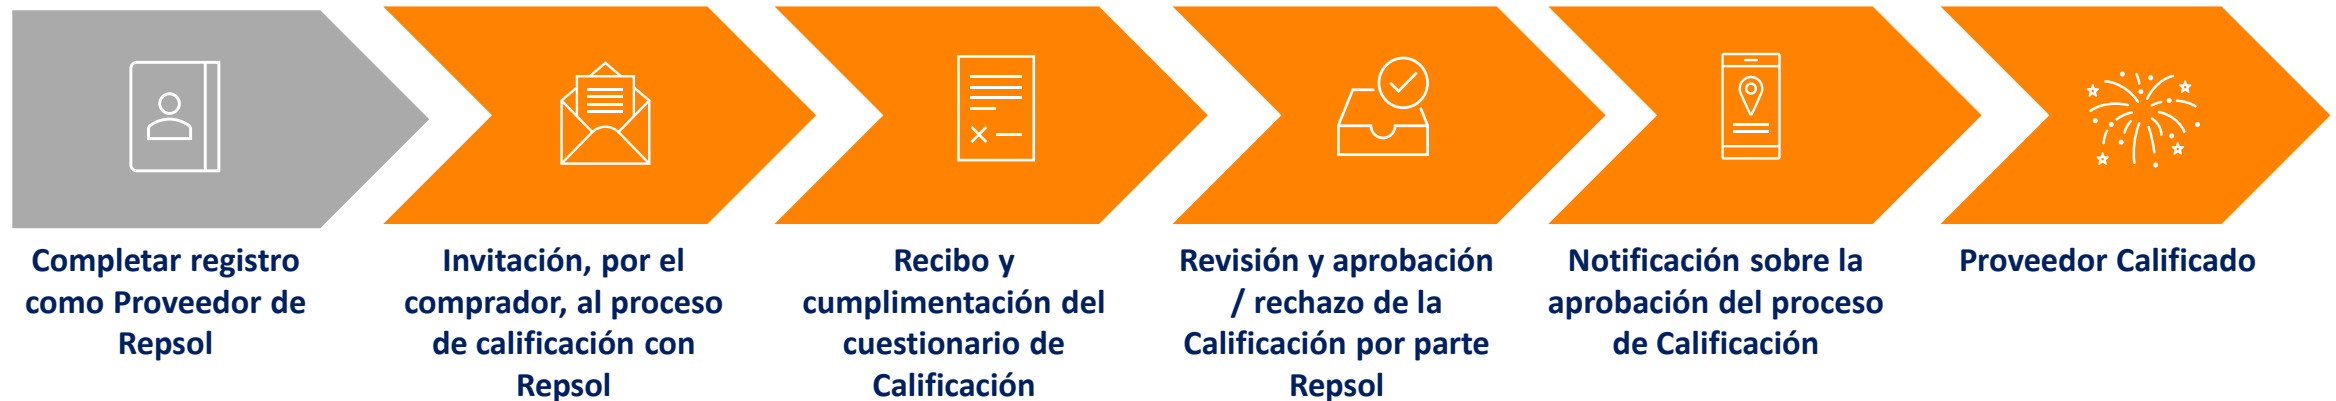 Completar registro
como Proveedor de
Repsol
Invitación, por el
comprador, al proceso
de calificación con
Repsol
Recibo y
cumplimentación del
cuestionario de
Calificación
Revisión y aprobación
/ rechazo de la
Calificación por parte
Repsol
Notificación sobre la
aprobación del proceso
de Calificación
Proveedor Calificado